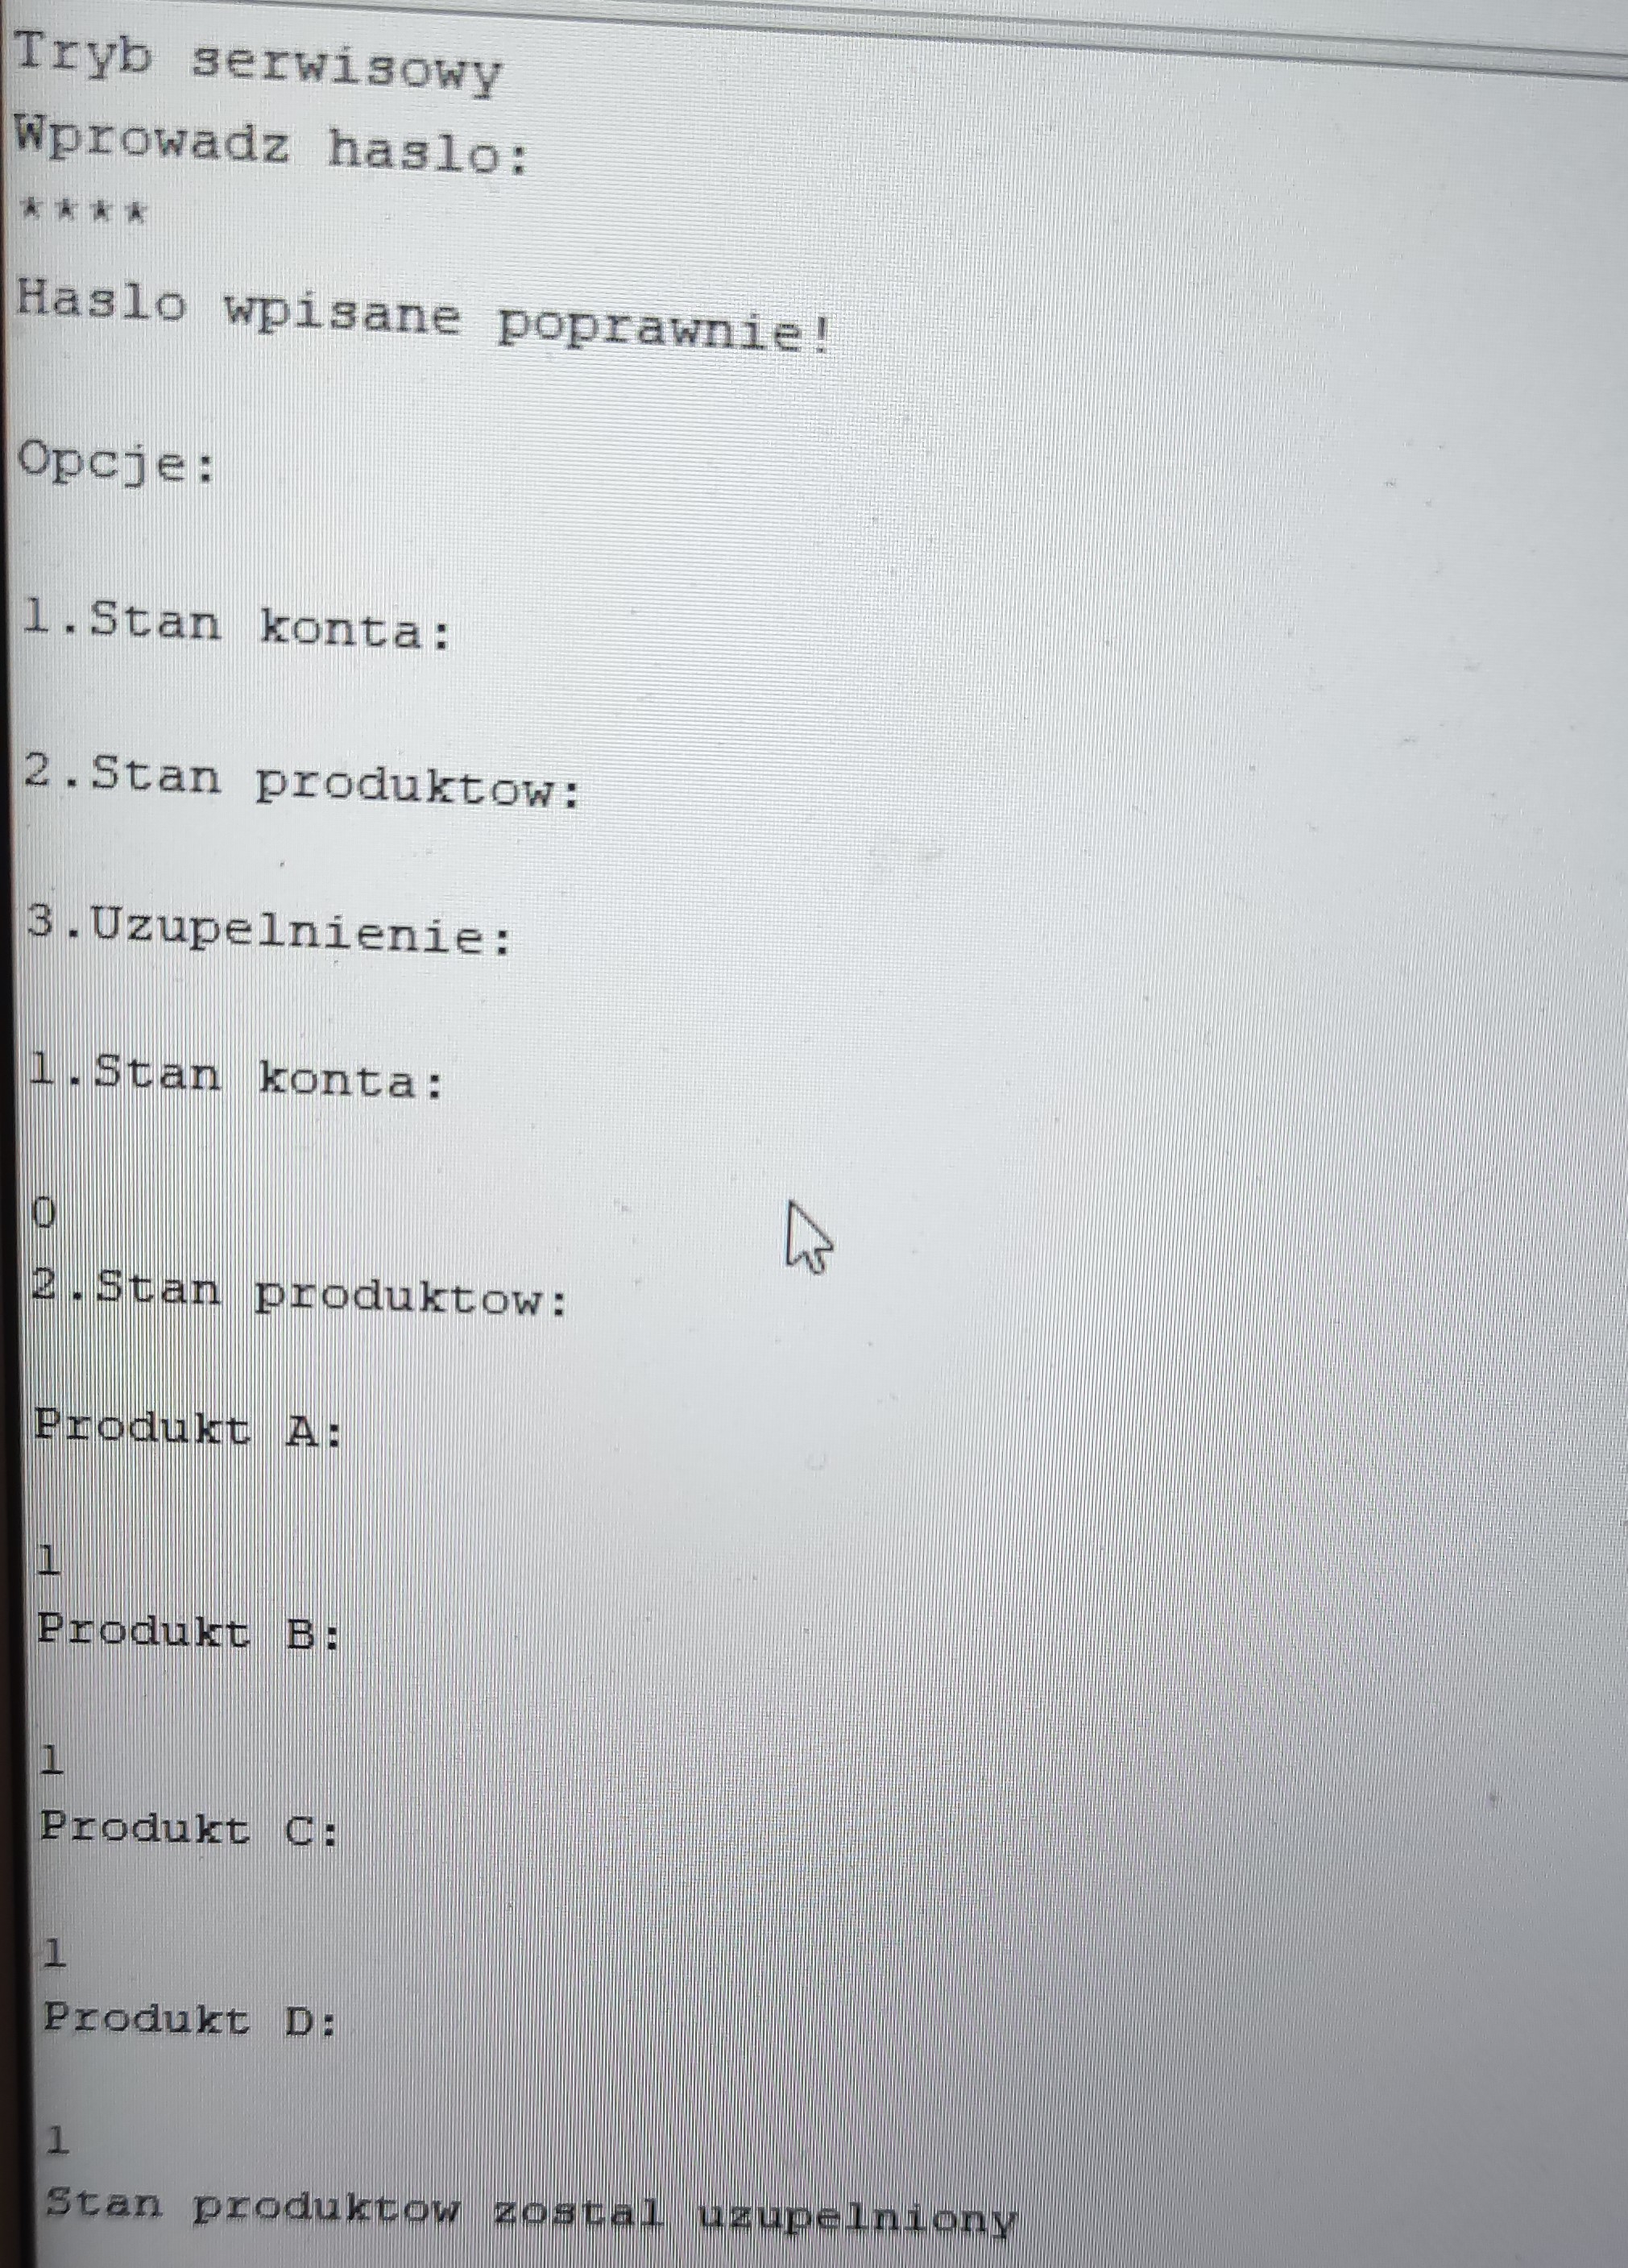 Tryb serwisowy
Wprowadz haslo:
****
Haslo wpisane poprawnie!
Opcje:
1.Stan konta:
2.Stan produktow:
3.Uzupelnienie:
1.Stan konta:
0
2.Stan produktow:
Produkt A:
1
Produkt B:
1
Produkt C:
1
Produkt D:
1
Stan produktow zostal uzupelniony